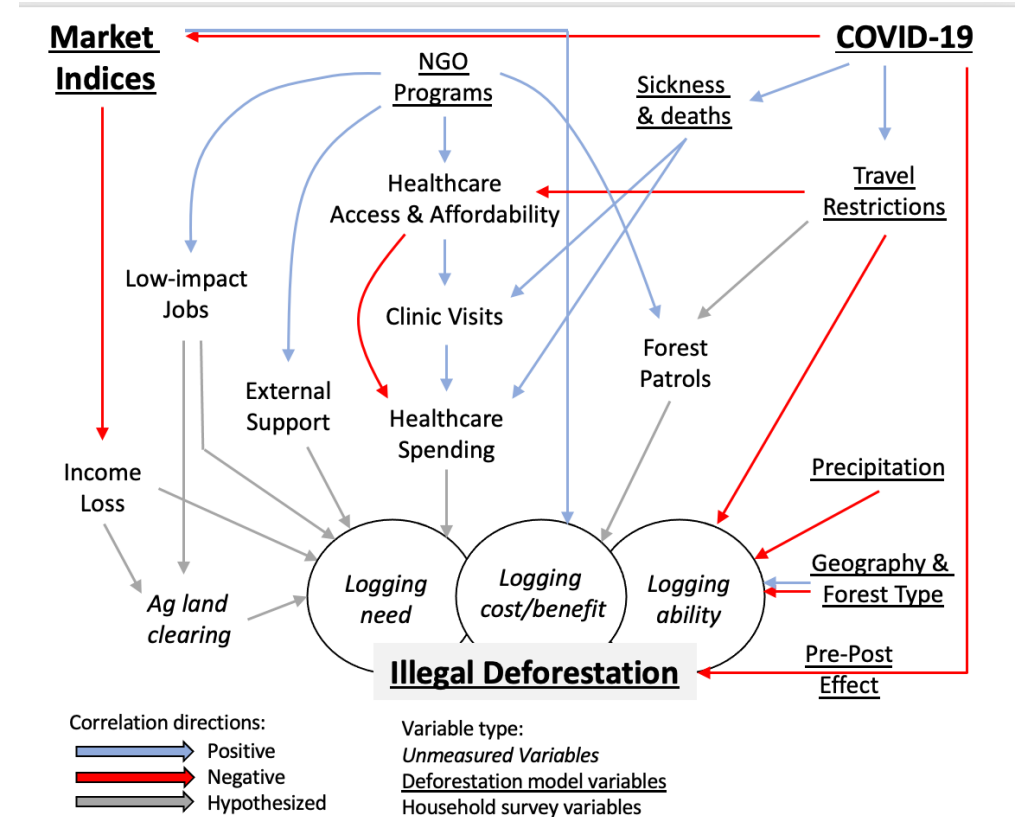 Market
Indices
COVID-19
NGO
Programs
Sickness
& deaths
Healthcare
Access & Affordability
Travel
Restrictions
Low-impact
Jobs
Clinic Visits
Forest
Patrols
External
Support
Healthcare
Spending
Income
Loss
Precipitation
Ag land
clearing
Logging
need
Logging
cost/benefit
Logging
ability
Geography &
Forest Type
Illegal Deforestation
Pre-Post
Effect
Correlation directions:
Positive
Negative
Hypothesized
Variable type:
Unmeasured Variables
Deforestation model variables
Household survey variables